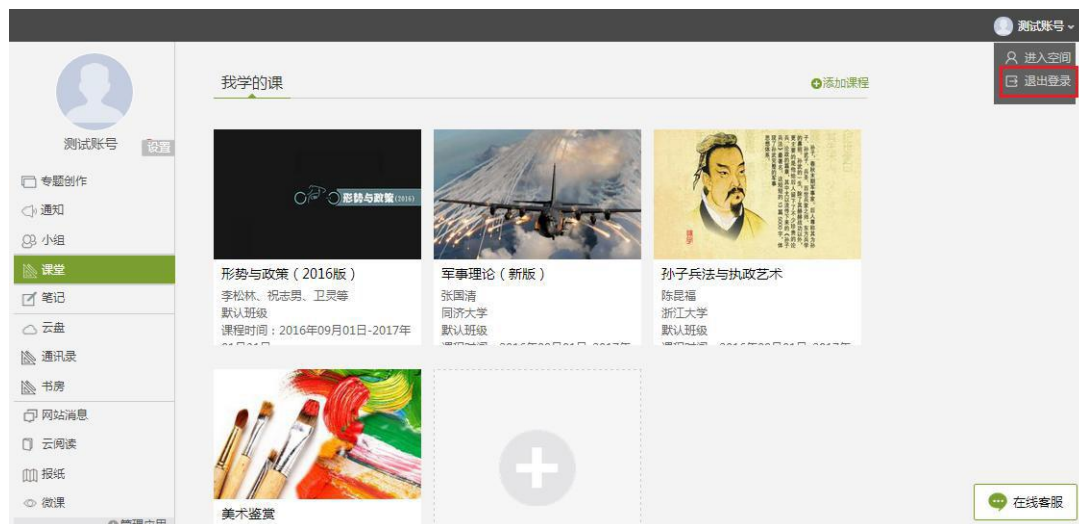 测试账号
进入空间
退出登录
测试账号
设置
专题创作
通知
小组
课堂
笔记
云盘
通讯录
书房
网站消息
云阅读
报纸
微课
我学的课
添加课程
形势与政策(2016)
形势与政策（2016版）
李松林、祝志男、卫灵等
默认班级
课程时间：2016年09月01日-2017年
军事理论（新版）
张国清
同济大学
默认班级
孙子兵法与执政艺术
陈昆福
浙江大学
默认班级
美术鉴赏
在线客服